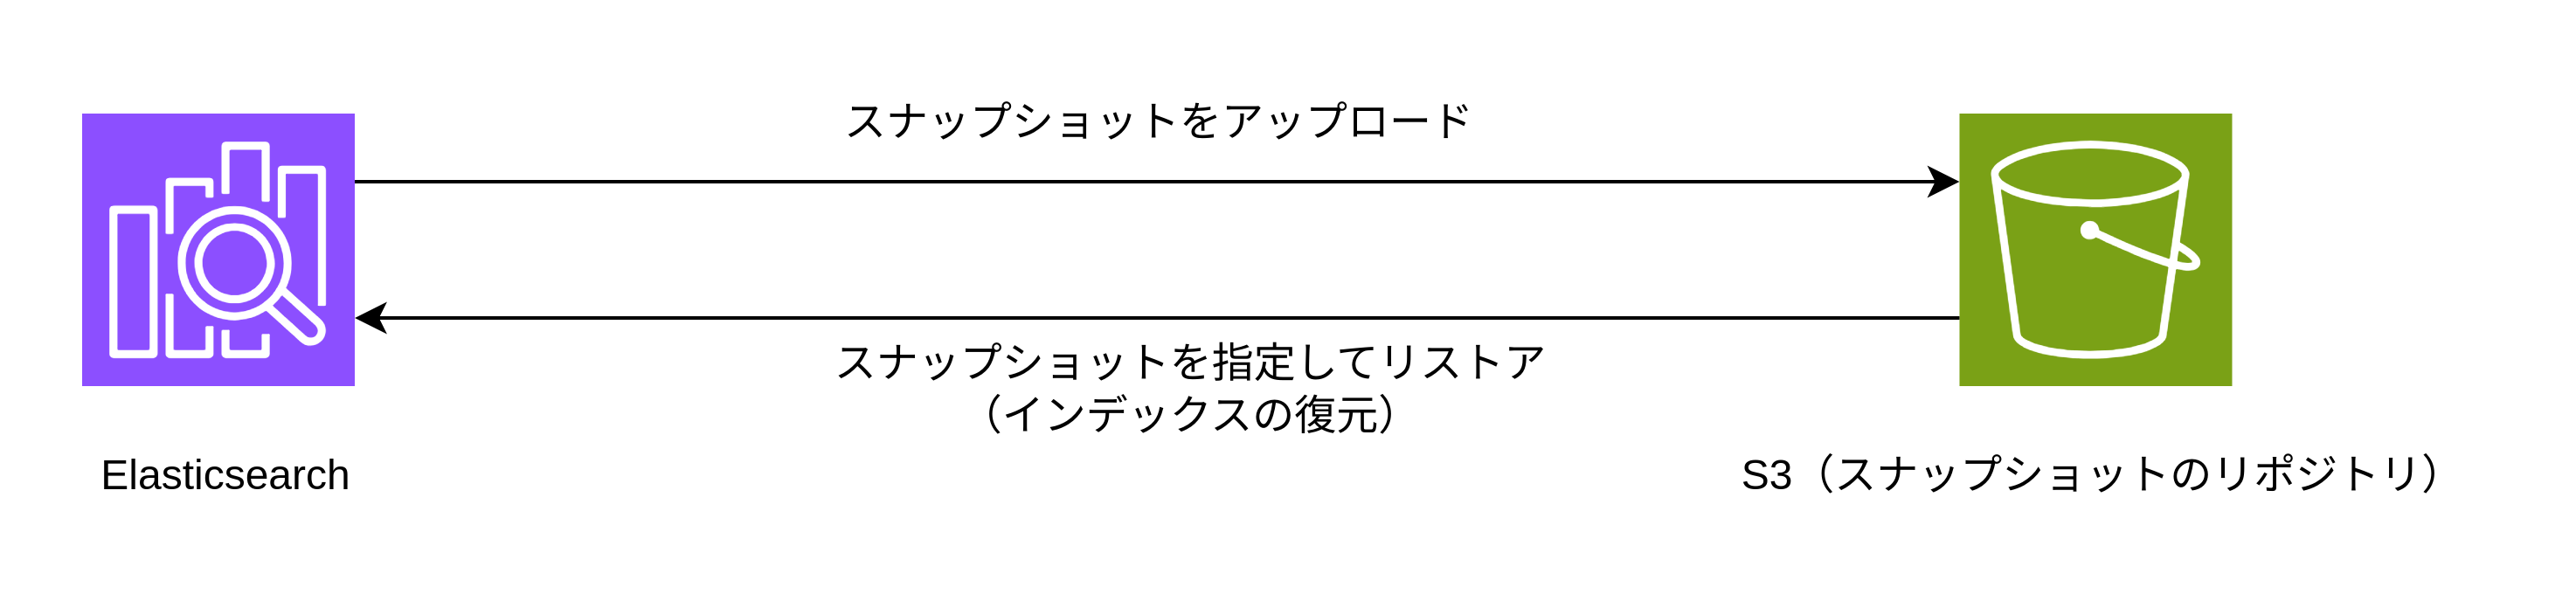 スナップショットをアップロード
スナップショットを指定してリストア
（インデックスの復元）
Elasticsearch
S3（スナップショットのリポジトリ）